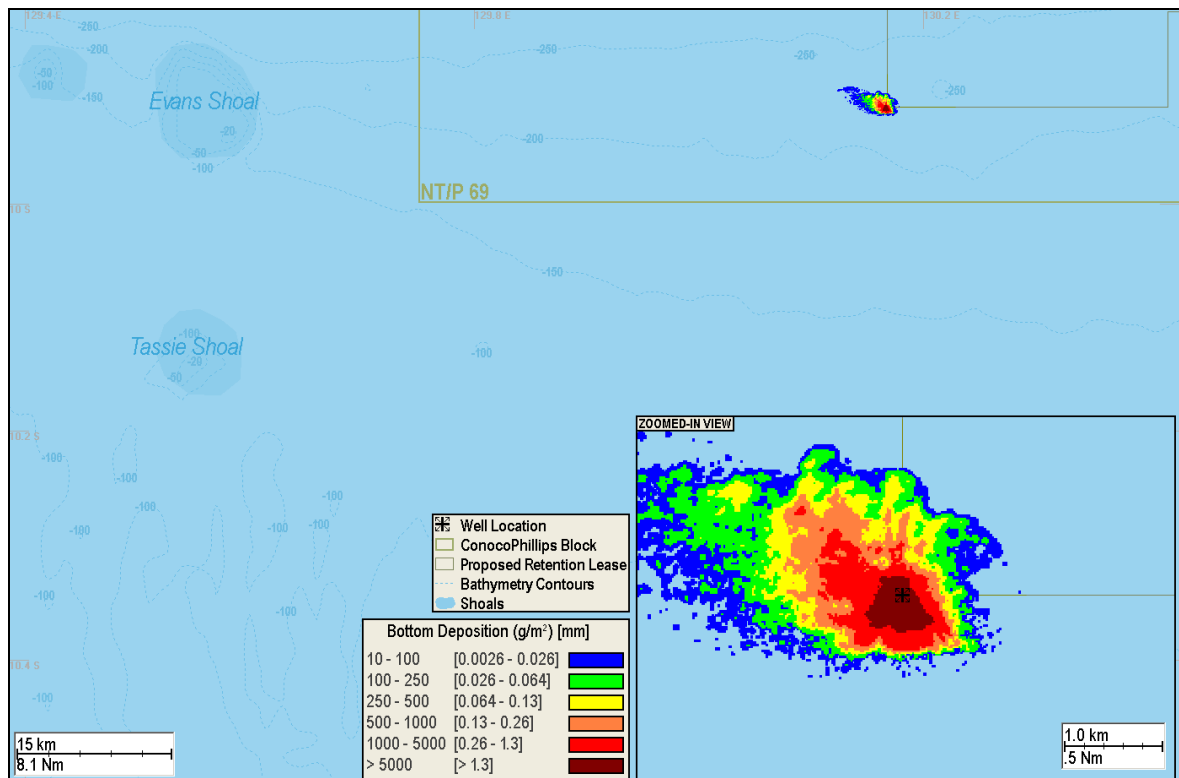 129.4 E
129.8 E
130.2 E
-250
-200
-50
-100
-150
Evans Shoal
-20
-50
-100
-250
-250
-250
-200
NT/P 69
10 S
-150
Tassie Shoal
-100
-20
-50
-100
10.2 S
-100
-100
-100
-100
-100
-100
-100
-100
-100
10.4 S
-100
ZOOMED-IN VIEW
Well Location
ConocoPhillips Block
Proposed Retention Lease
Bathymetry Contours
Shoals
Bottom Deposition (g/m²) [mm]
10 - 100 [0.0026 - 0.026]
100 - 250 [0.026 - 0.064]
250 - 500 [0.064 - 0.13]
500 - 1000 [0.13 - 0.26]
1000 - 5000 [0.26 - 1.3]
> 5000 [> 1.3]
15 km
8.1 Nm
1.0 km
.5 Nm